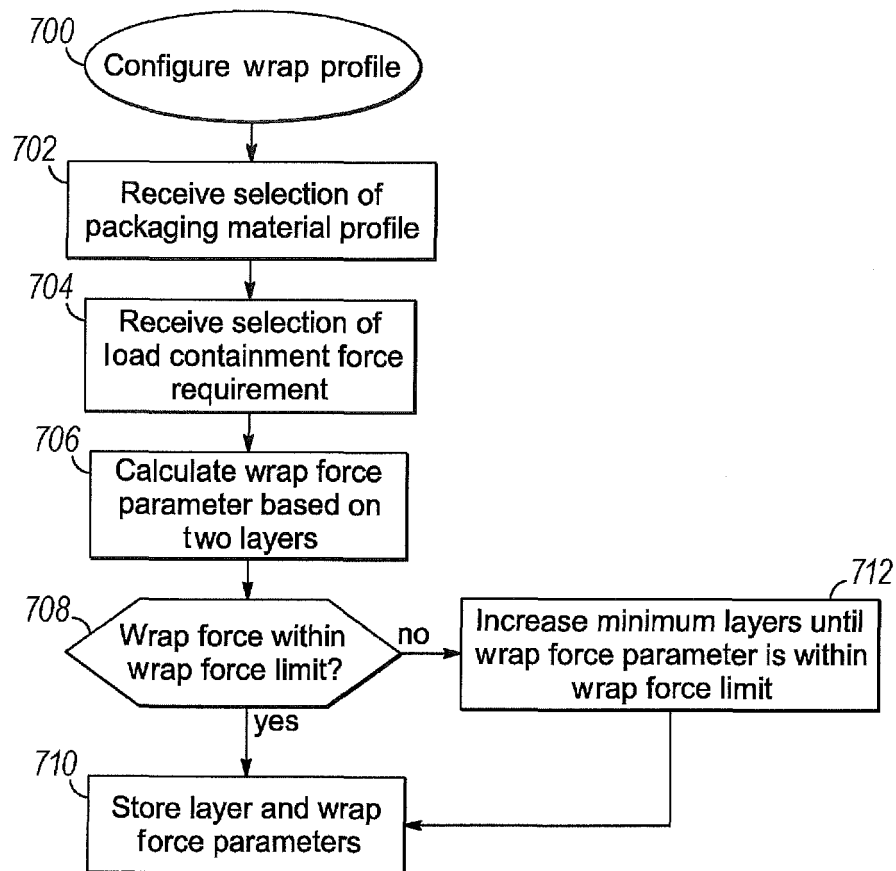 700
Configure wrap profile
702
Receive selection of
packaging material profile
704
Receive selection of
load containment force
requirement
706
Calculate wrap force
parameter based on
two layers
708
Wrap force within
wrap force limit?
no
712
Increase minimum layers until
wrap force parameter is within
wrap force limit
yes
710
Store layer and wrap
force parameters